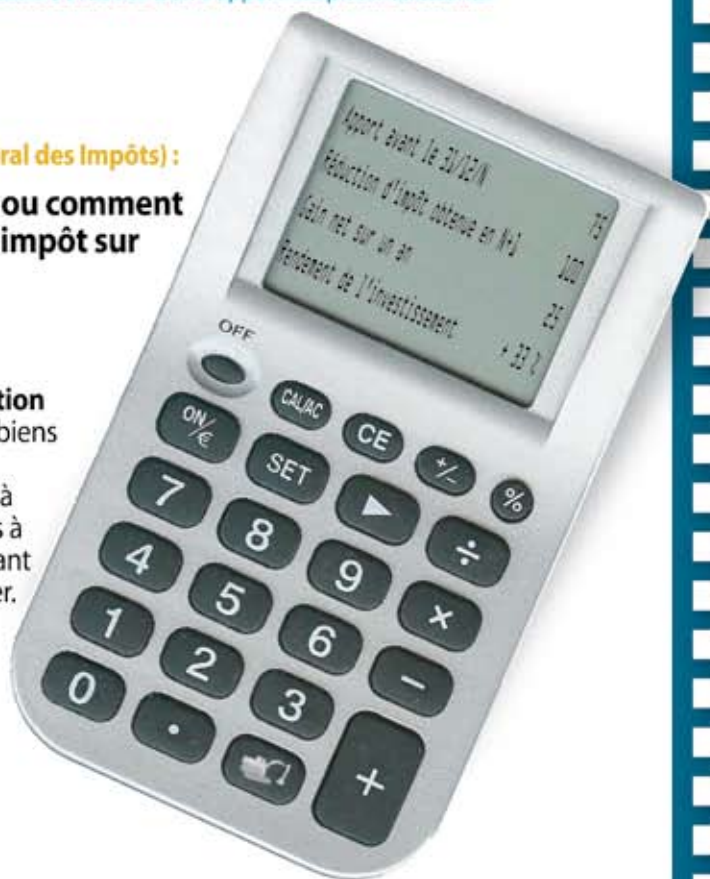 ral des Impôts) :
ou comment
impôt sur
tion
biens
à
s à
ant
er.
Apport avant le 31/12/N 75
Réduction d'impôt obtenue en N+1 100
Gain net sur un an 25
Rendement de l'investissement + 33 %
OFF
CAL/AC CE +/- %
ON/€ SET ▶ ÷
7 8 9 ×
4 5 6 −
1 2 3 +
0 .